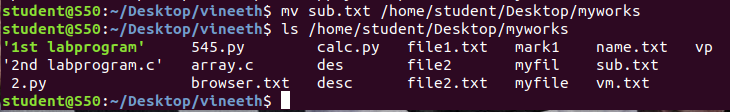 student@S50:~/Desktop/vineeth$ mv sub.txt /home/student/Desktop/myworks
student@S50:~/Desktop/vineeth$ ls /home/student/Desktop/myworks
'1st labprogram' 545.py calc.py file1.txt mark1 name.txt vp
'2nd labprogram.c' array.c des file2 myfil sub.txt
2.py browser.txt desc file2.txt myfile vm.txt
student@S50:~/Desktop/vineeth$